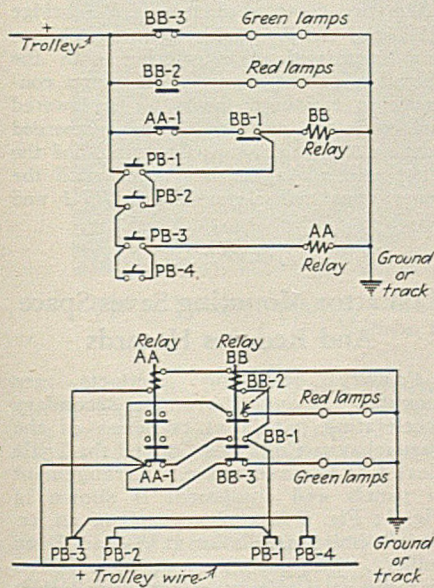 BB-3 Green lamps
+
Trolley
BB-2 Red lamps
AA-1 BB-1 BB
Relay
PB-1
PB-2
PB-3 AA
Relay
PB-4
Ground
or
track
Relay Relay
AA BB
BB-2
Red lamps
BB-1
AA-1 BB-3 Green lamps
PB-3 PB-2 PB-1 PB-4
+ Trolley wire
Ground
or
track